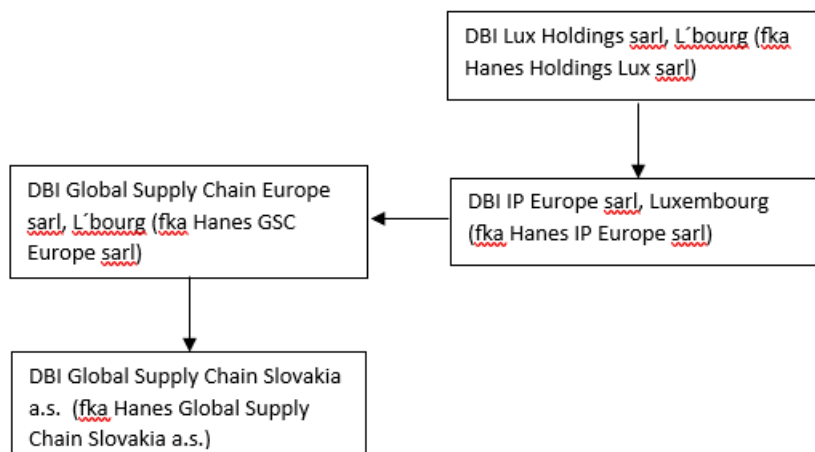 DBI Lux Holdings sarl, L´bourg (fka
Hanes Holdings Lux sarl)
DBI Global Supply Chain Europe
sarl, L´bourg (fka Hanes GSC
Europe sarl)
DBI IP Europe sarl, Luxembourg
(fka Hanes IP Europe sarl)
DBI Global Supply Chain Slovakia
a.s.  (fka Hanes Global Supply
Chain Slovakia a.s.)